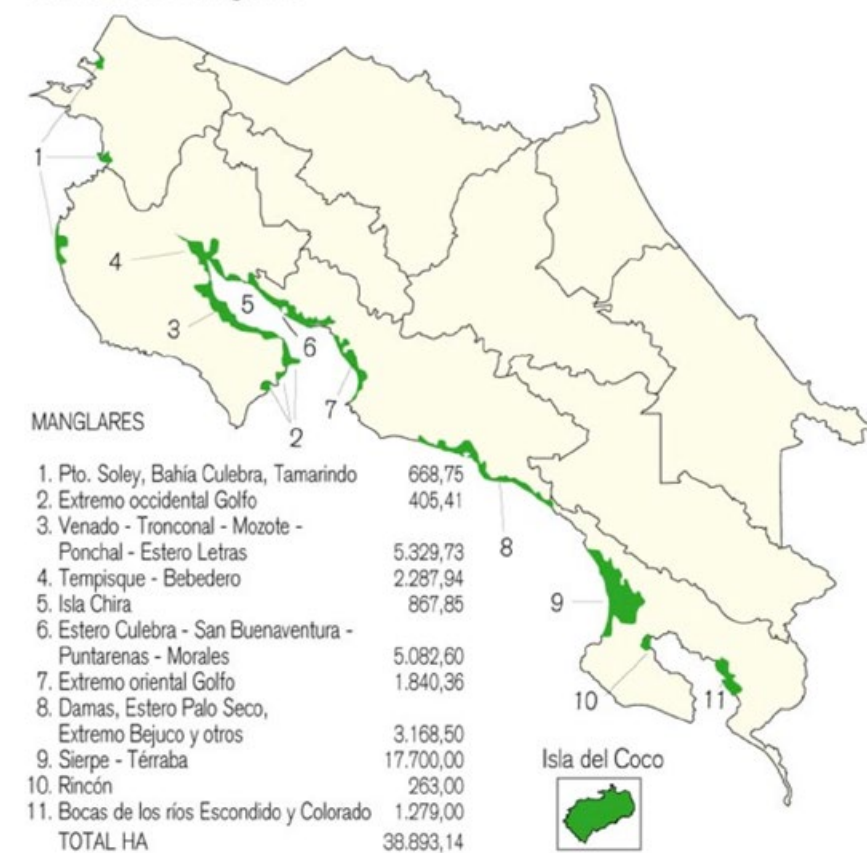 1
4
5
3
6
7
2
8
9
10
11
MANGLARES
1. Pto. Soley, Bahía Culebra, Tamarindo 668,75
2. Extremo occidental Golfo 405,41
3. Venado - Tronconal - Mozote -
Ponchal - Estero Letras 5.329,73
4. Tempisque - Bebedero 2.287,94
5. Isla Chira 867,85
6. Estero Culebra - San Buenaventura -
Puntarenas - Morales 5.082,60
7. Extremo oriental Golfo 1.840,36
8. Damas, Estero Palo Seco,
Extremo Bejuco y otros 3.168,50
9. Sierpe - Térraba 17.700,00
10. Rincón 263,00
11. Bocas de los ríos Escondido y Colorado 1.279,00
TOTAL HA 38.893,14
Isla del Coco